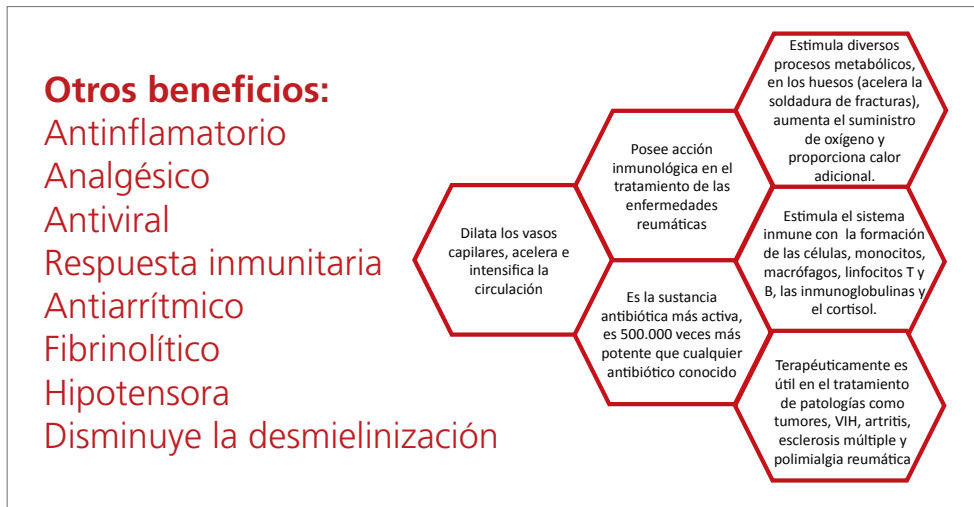 Otros beneficios:
Antinflamatorio
Analgésico
Antiviral
Respuesta inmunitaria
Antiarrítmico
Fibrinolítico
Hipotensora
Disminuye la desmielinización
Dilata los vasos
capilares, acelera e
intensifica la
circulación
Posee acción
inmunológica en el
tratamiento de las
enfermedades
reumáticas
Es la sustancia
antibiótica más activa,
es 500.000 veces más
potente que cualquier
antibiótico conocido
Estimula diversos
procesos metabólicos,
en los huesos (acelera la
soldadura de fracturas),
aumenta el suministro
de oxígeno y
proporciona calor
adicional.
Estimula el sistema
inmune con la formación
de las células, monocitos,
macrófagos, linfocitos T y
B, las inmunoglobulinas y
el cortisol.
Terapéuticamente es
útil en el tratamiento
de patologías como
tumores, VIH, artritis,
esclerosis múltiple y
polimialgia reumática